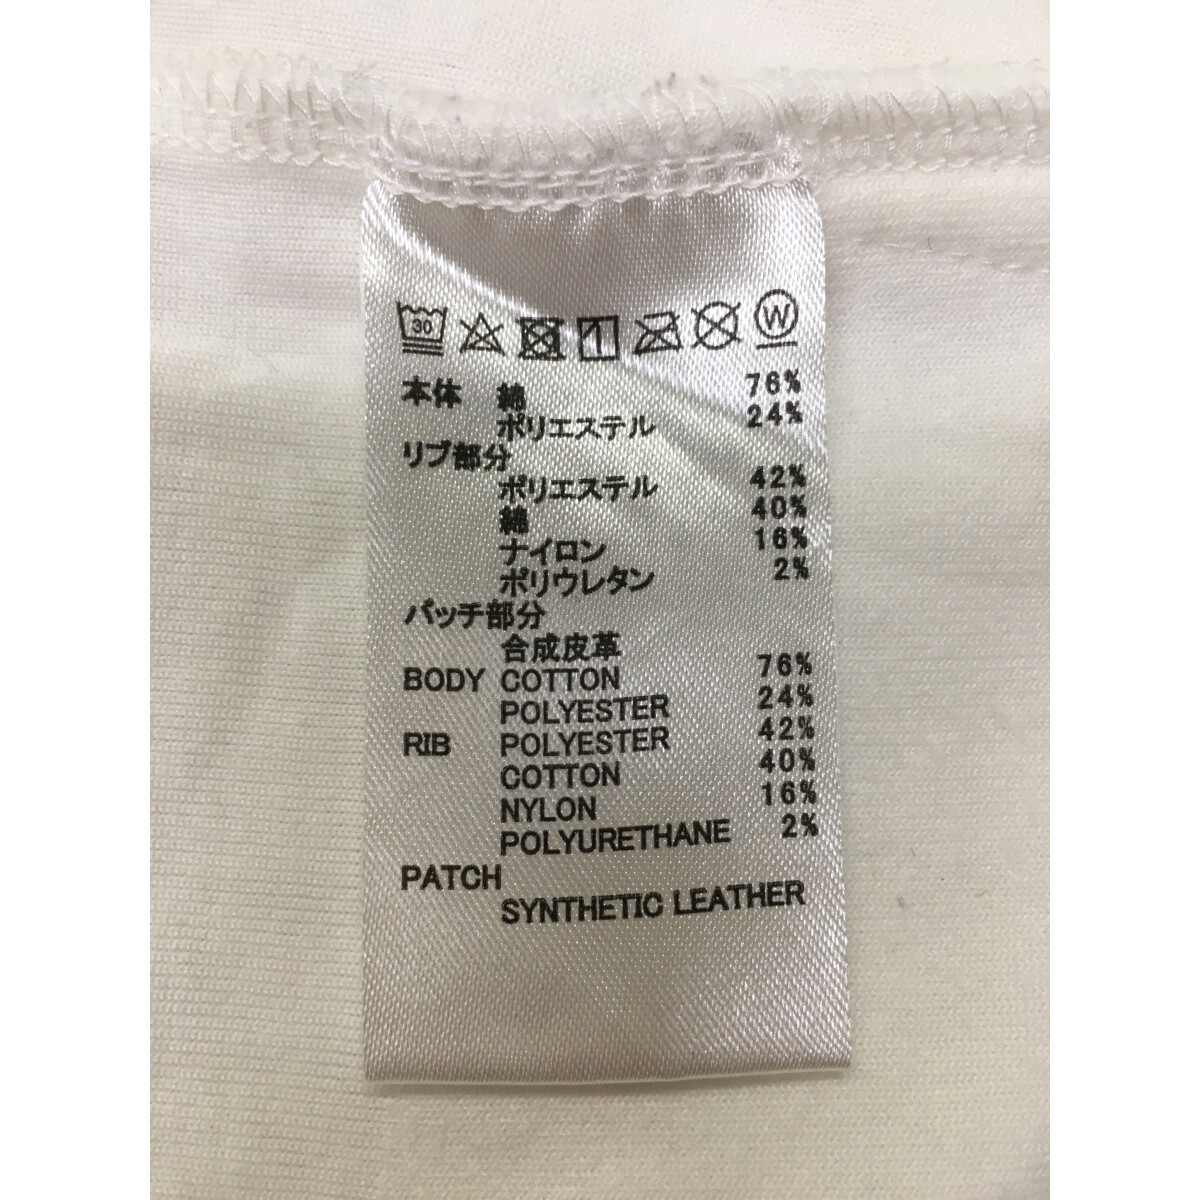 30 W
本体 綿 76%
ポリエステル 24%
リブ部分
ポリエステル 42%
綿 40%
ナイロン 16%
ポリウレタン 2%
パッチ部分
合成皮革
BODY COTTON 76%
POLYESTER 24%
RIB POLYESTER 42%
COTTON 40%
NYLON 16%
POLYURETHANE 2%
PATCH
SYNTHETIC LEATHER